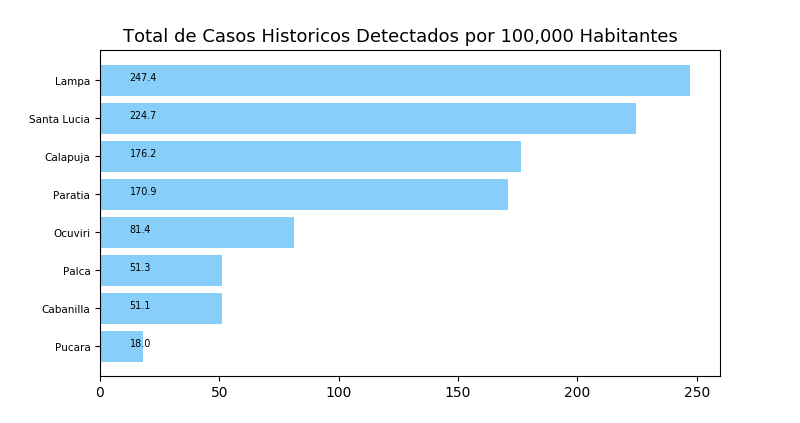 Total de Casos Historicos Detectados por 100,000 Habitantes
Lampa 247.4
Santa Lucia 224.7
Calapuja 176.2
Paratia 170.9
Ocuviri 81.4
Palca 51.3
Cabanilla 51.1
Pucara 18.0
0 50 100 150 200 250